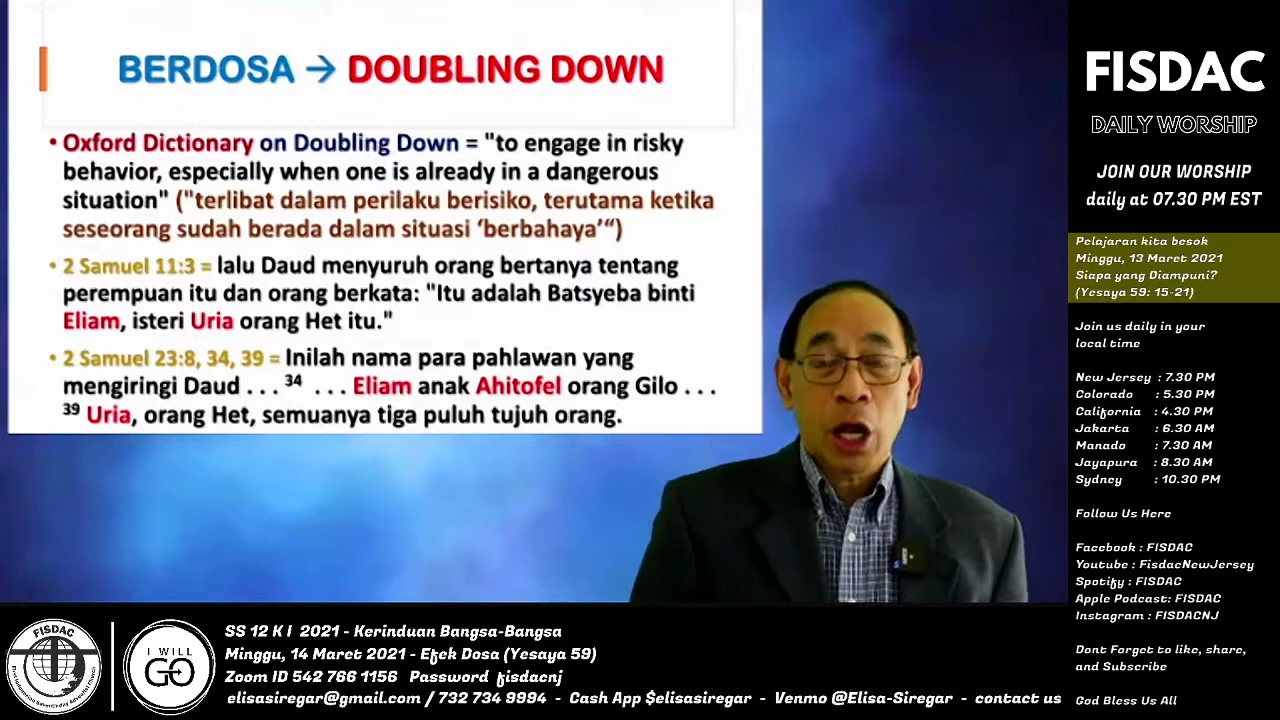 BERDOSA → DOUBLING DOWN
• Oxford Dictionary on Doubling Down = "to engage in risky
behavior, especially when one is already in a dangerous
situation" ("terlibat dalam perilaku berisiko, terutama ketika
seseorang sudah berada dalam situasi ‘berbahaya’“)
• 2 Samuel 11:3 = lalu Daud menyuruh orang bertanya tentang
perempuan itu dan orang berkata: "Itu adalah Batsyeba binti
Eliam, isteri Uria orang Het itu."
• 2 Samuel 23:8, 34, 39 = Inilah nama para pahlawan yang
mengiringi Daud . . . 34 . . . Eliam anak Ahitofel orang Gilo . . .
39 Uria, orang Het, semuanya tiga puluh tujuh orang.
FISDAC
DAILY WORSHIP
JOIN OUR WORSHIP
daily at 07.30 PM EST
Pelajaran kita besok
Minggu, 13 Maret 2021
Siapa yang Diampuni?
(Yesaya 59: 15-21)
Join us daily in your
local time
New Jersey : 7.30 PM
Colorado : 5.30 PM
California : 4.30 PM
Jakarta : 6.30 AM
Manado : 7.30 AM
Jayapura : 8.30 AM
Sydney : 10.30 PM
Follow Us Here
Facebook : FISDAC
Youtube : FisdacNewJersey
Spotify : FISDAC
Apple Podcast: FISDAC
Instagram : FISDACNJ
Dont Forget to like, share,
and Subscribe
God Bless Us All
FISDAC
I WILL
GO
SS 12 K I 2021 - Kerinduan Bangsa-Bangsa
Minggu, 14 Maret 2021 - Efek Dosa (Yesaya 59)
Zoom ID 542 766 1156 Password fisdacnj
elisasiregar@gmail.com / 732 734 9994 - Cash App $elisasiregar - Venmo @Elisa-Siregar - contact us